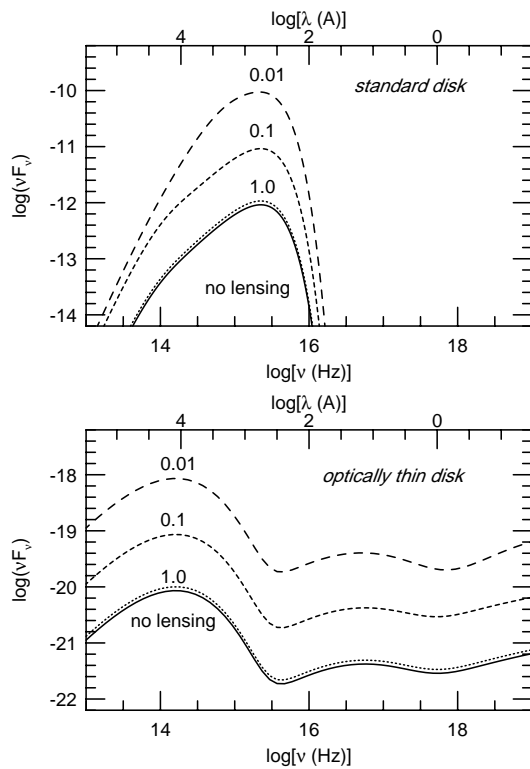 log[λ (A)]
4 2 0
standard disk
log(νFν)
-10
-11
-12
-13
-14
0.01
0.1
1.0
no lensing
14 16 18
log[ν (Hz)]
log[λ (A)]
4 2 0
optically thin disk
log(νFν)
-18
-19
-20
-21
-22
0.01
0.1
1.0
no lensing
14 16 18
log[ν (Hz)]